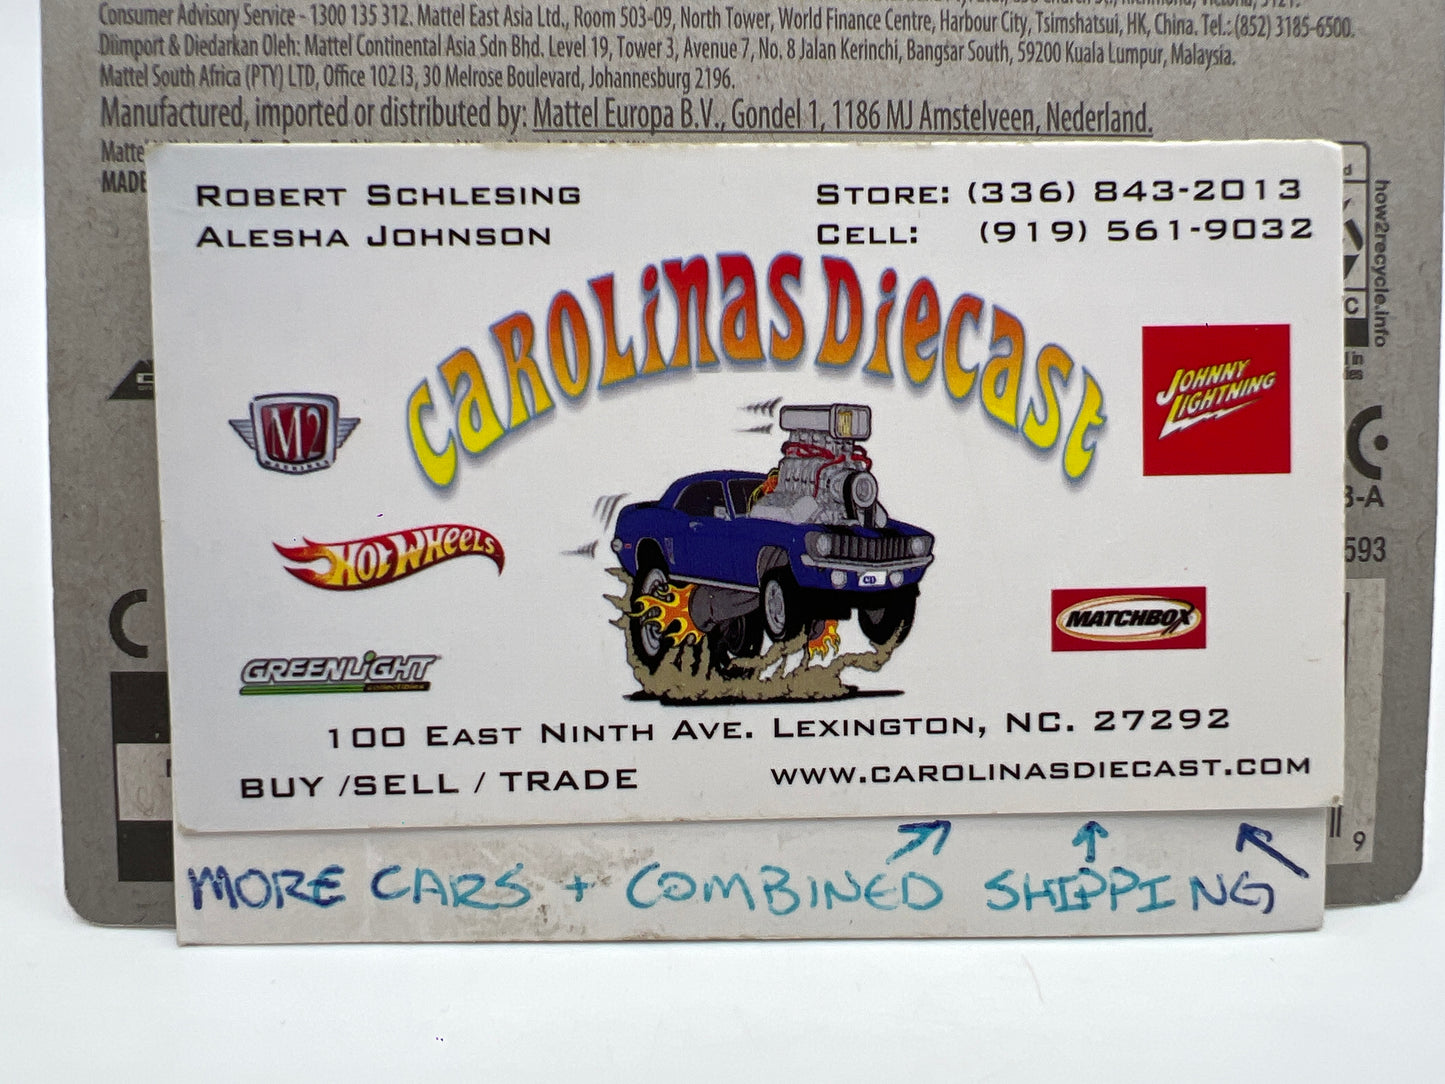 Consumer Advisory Service - 1300 135 312. Mattel East Asia Ltd., Room 503-09, North Tower, World Finance Centre, Harbour City, Tsimshatsui, HK, China. Tel.: (852) 3185-6500.
Diimport & Diedarkan Oleh: Mattel Continental Asia Sdn Bhd. Level 19, Tower 3, Avenue 7, No. 8 Jalan Kerinchi, Bangsar South, 59200 Kuala Lumpur, Malaysia.
Mattel South Africa (PTY) LTD, Office 102 I3, 30 Melrose Boulevard, Johannesburg 2196.
Manufactured, imported or distributed by: Mattel Europa B.V., Gondel 1, 1186 MJ Amstelveen, Nederland.
MADE
how2recycle.info
ROBERT SCHLESING
ALESHA JOHNSON
STORE: (336) 843-2013
CELL: (919) 561-9032
CAROLINAS DIECAST
M2
MACHINES
JOHNNY
LIGHTNING
HOT WHEELS
CD
MATCHBOX
GREENLIGHT
collectibles
100 EAST NINTH AVE. LEXINGTON, NC. 27292
BUY /SELL / TRADE
WWW.CAROLINASDIECAST.COM
B-A
593
9
MORE CARS + COMBINED SHIPPING